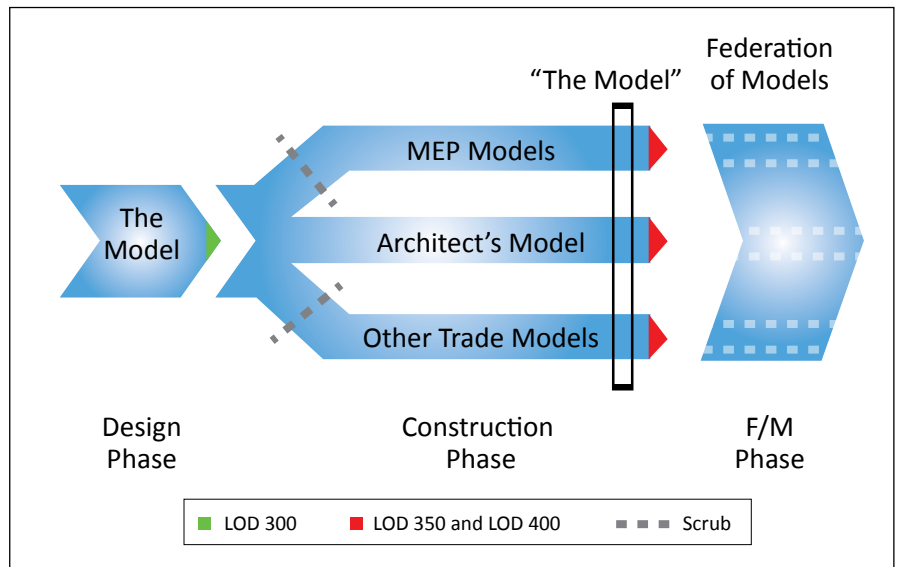 Federation
of Models
“The Model”
MEP Models
The
Model
Architect’s Model
Other Trade Models
Design
Phase
Construction
Phase
F/M
Phase
LOD 300
LOD 350 and LOD 400
Scrub